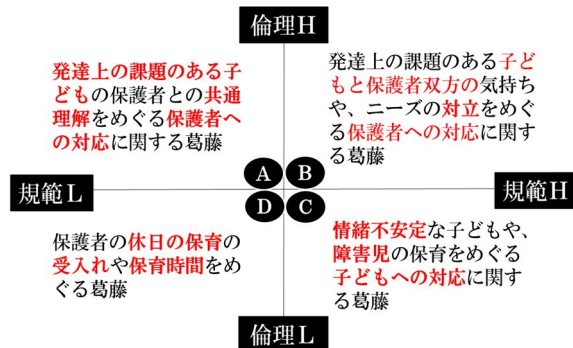 倫理H
発達上の課題のある子
どもの保護者との共通
理解をめぐる保護者へ
の対応に関する葛藤
発達上の課題のある子ど
もと保護者双方の気持ち
や、ニーズの対立をめぐ
る保護者への対応に関す
る葛藤
A
B
規範L
規範H
D
C
保護者の休日の保育の
受入れや保育時間をめ
ぐる葛藤
情緒不安定な子どもや、
障害児の保育をめぐる
子どもへの対応に関す
る葛藤
倫理L